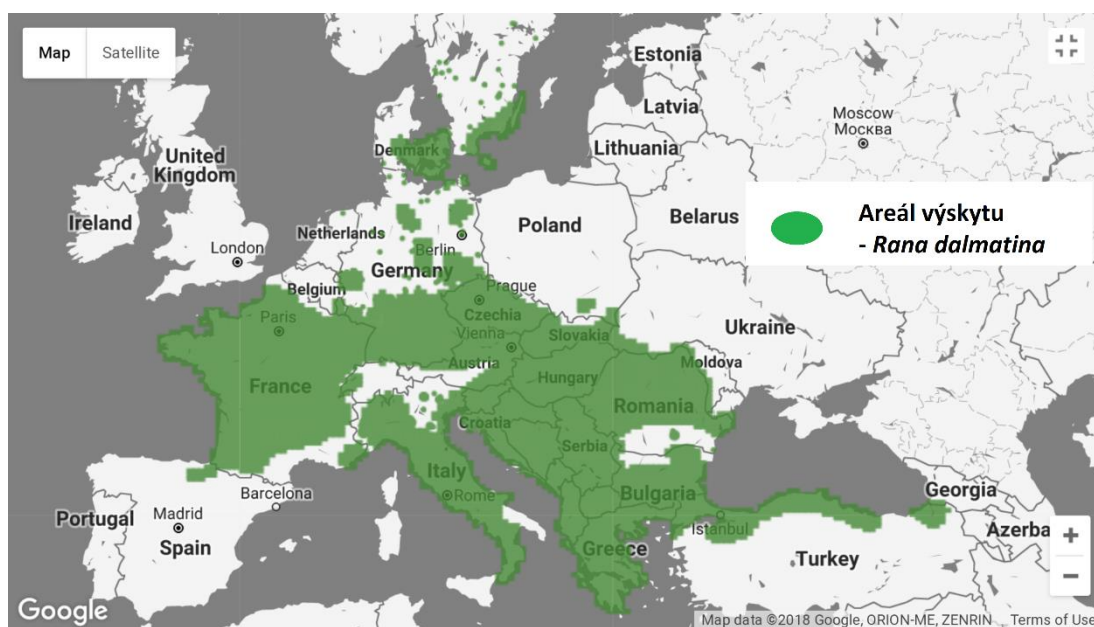 Map
Satellite
Estonia
Latvia
Moscow
Москва
Lithuania
Denmark
United
Kingdom
Ireland
Belarus
Areál výskytu
- Rana dalmatina
Poland
Netherlands
Berlin
London
Germany
Belgium
Prague
Czechia
Paris
Ukraine
Vienna
Slovakia
Austria
Moldova
Hungary
France
Romania
Croatia
Serbia
Italy
Bulgaria
Georgia
Barcelona
Rome
Istanbul
Portugal
Madrid
Spain
Azerba
Greece
Turkey
+
−
Google
Map data ©2018 Google, ORION-ME, ZENRIN
Terms of Use